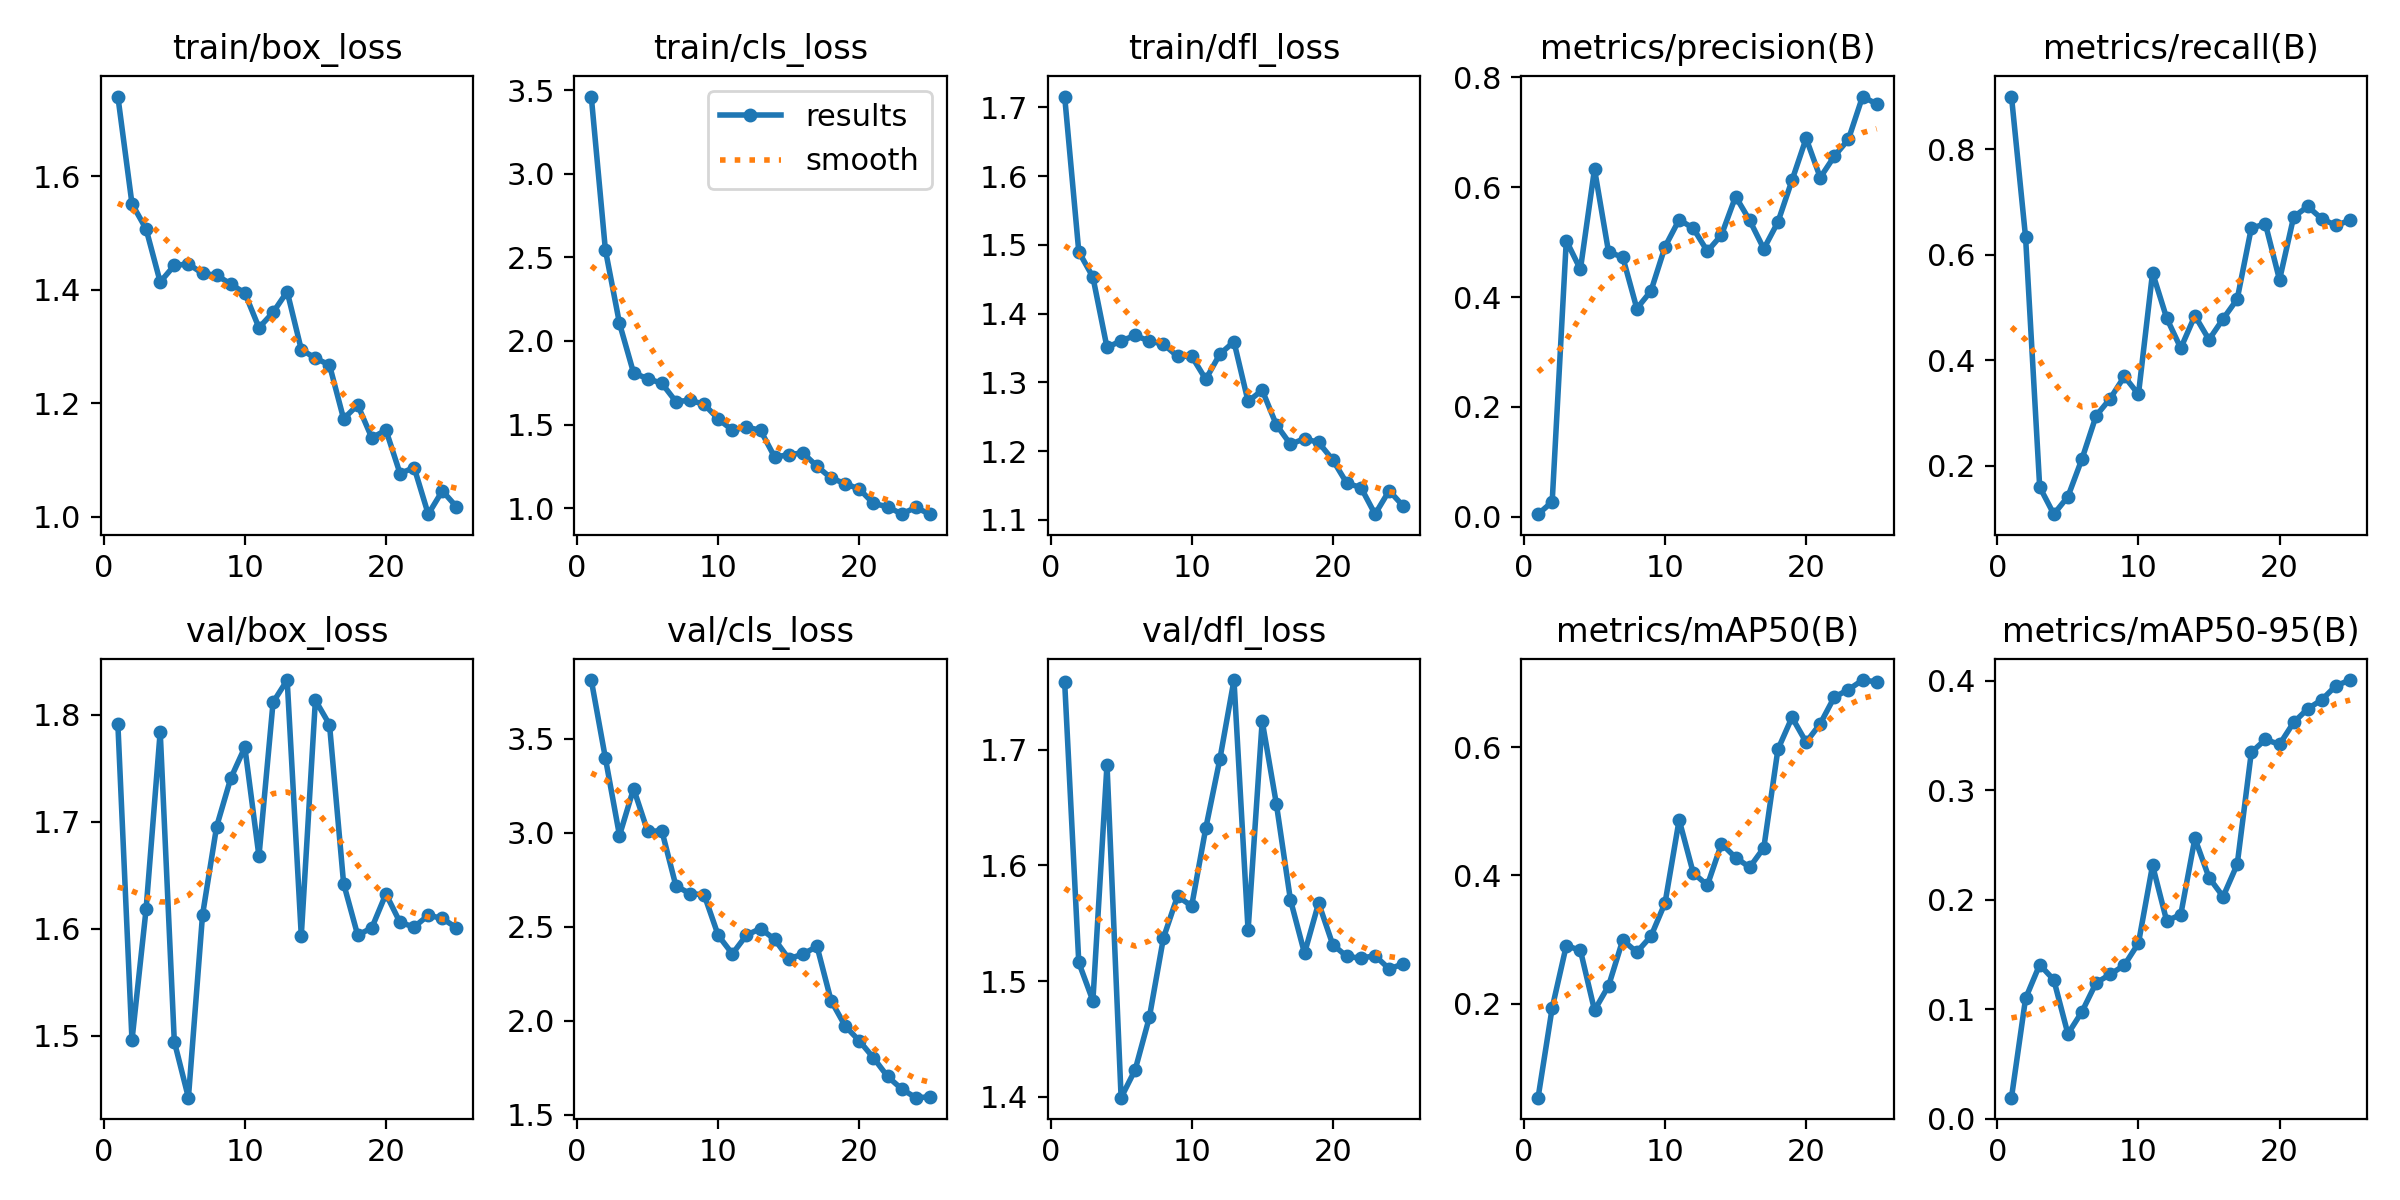 train/box_loss
1.6
1.4
1.2
1.0
0 10 20
train/cls_loss
results
smooth
3.5
3.0
2.5
2.0
1.5
1.0
0 10 20
train/dfl_loss
1.7
1.6
1.5
1.4
1.3
1.2
1.1
0 10 20
metrics/precision(B)
0.8
0.6
0.4
0.2
0.0
0 10 20
metrics/recall(B)
0.8
0.6
0.4
0.2
0 10 20
val/box_loss
1.8
1.7
1.6
1.5
0 10 20
val/cls_loss
3.5
3.0
2.5
2.0
1.5
0 10 20
val/dfl_loss
1.7
1.6
1.5
1.4
0 10 20
metrics/mAP50(B)
0.6
0.4
0.2
0 10 20
metrics/mAP50-95(B)
0.4
0.3
0.2
0.1
0.0
0 10 20